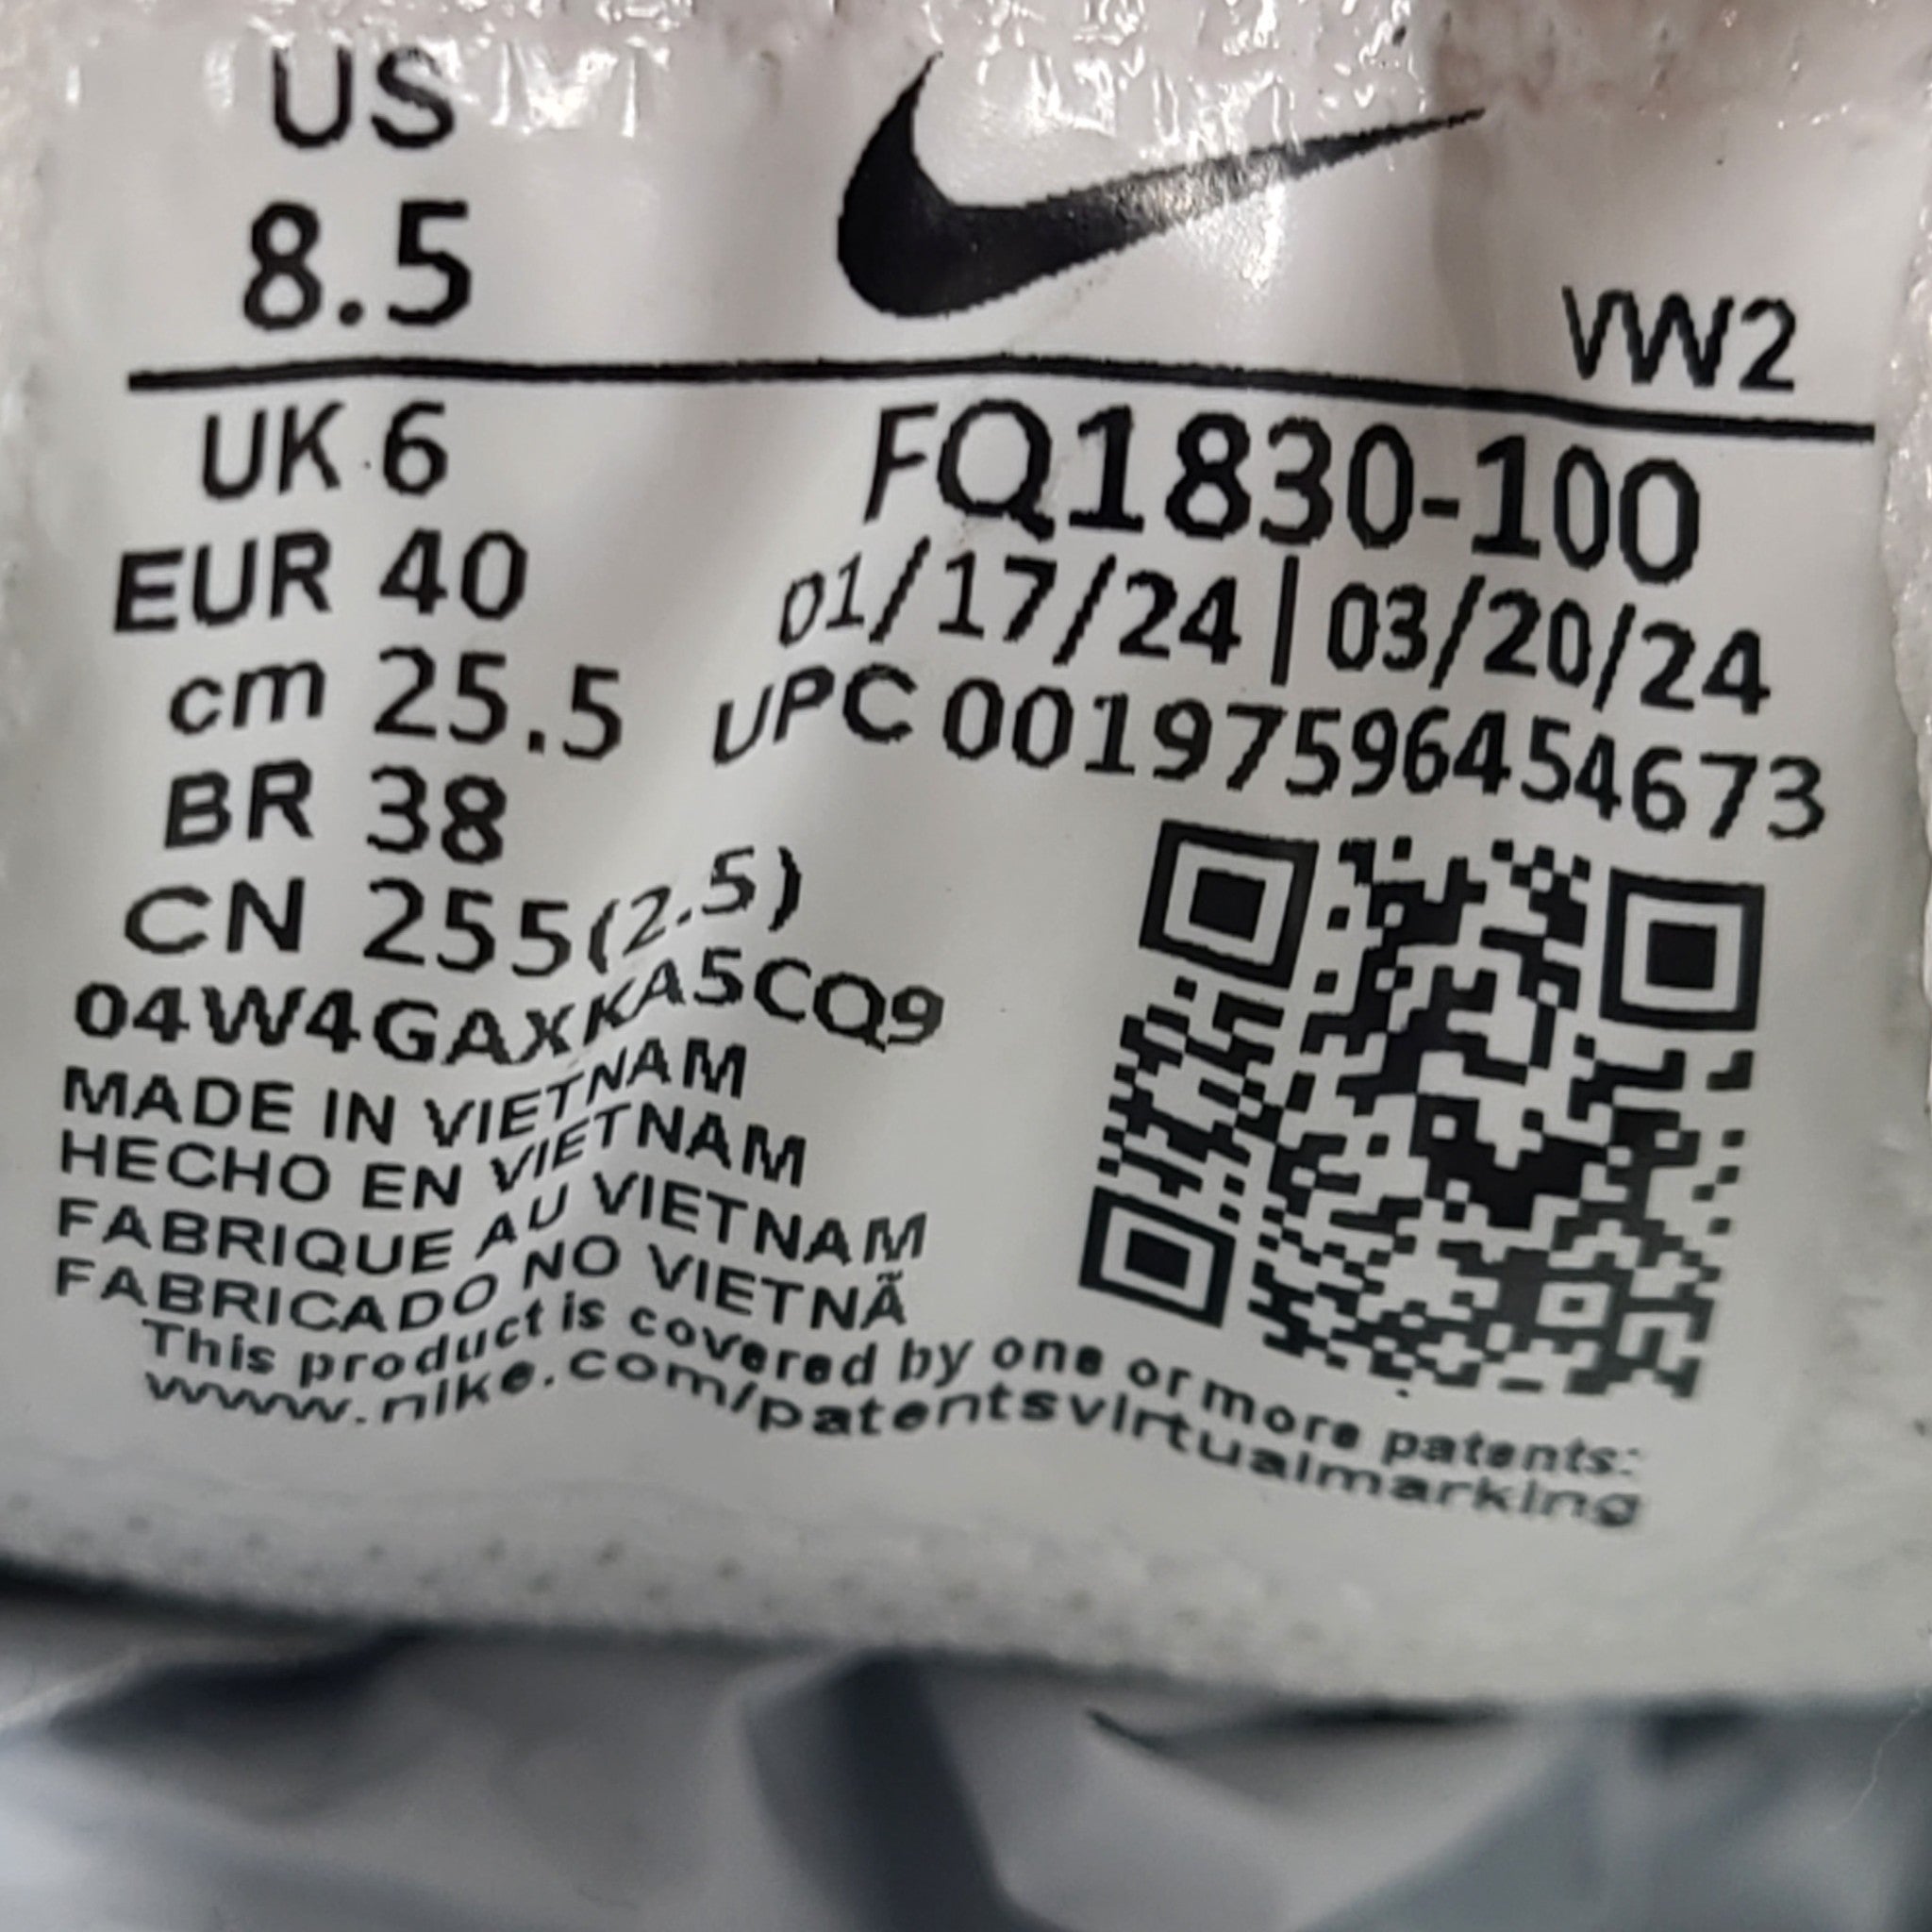 US
8.5
VW2
UK 6
EUR 40
cm 25.5
BR 38
CN 255(2.5)
FQ1830-100
01/17/24|03/20/24
UPC 00197596454673
04W4GAXKA5CQ9
MADE IN VIETNAM
HECHO EN VIETNAM
FABRIQUE AU VIETNAM
FABRICADO NO VIETNÃ
This product is covered by one or more patents:
www.nike.com/patentsvirtualmarking